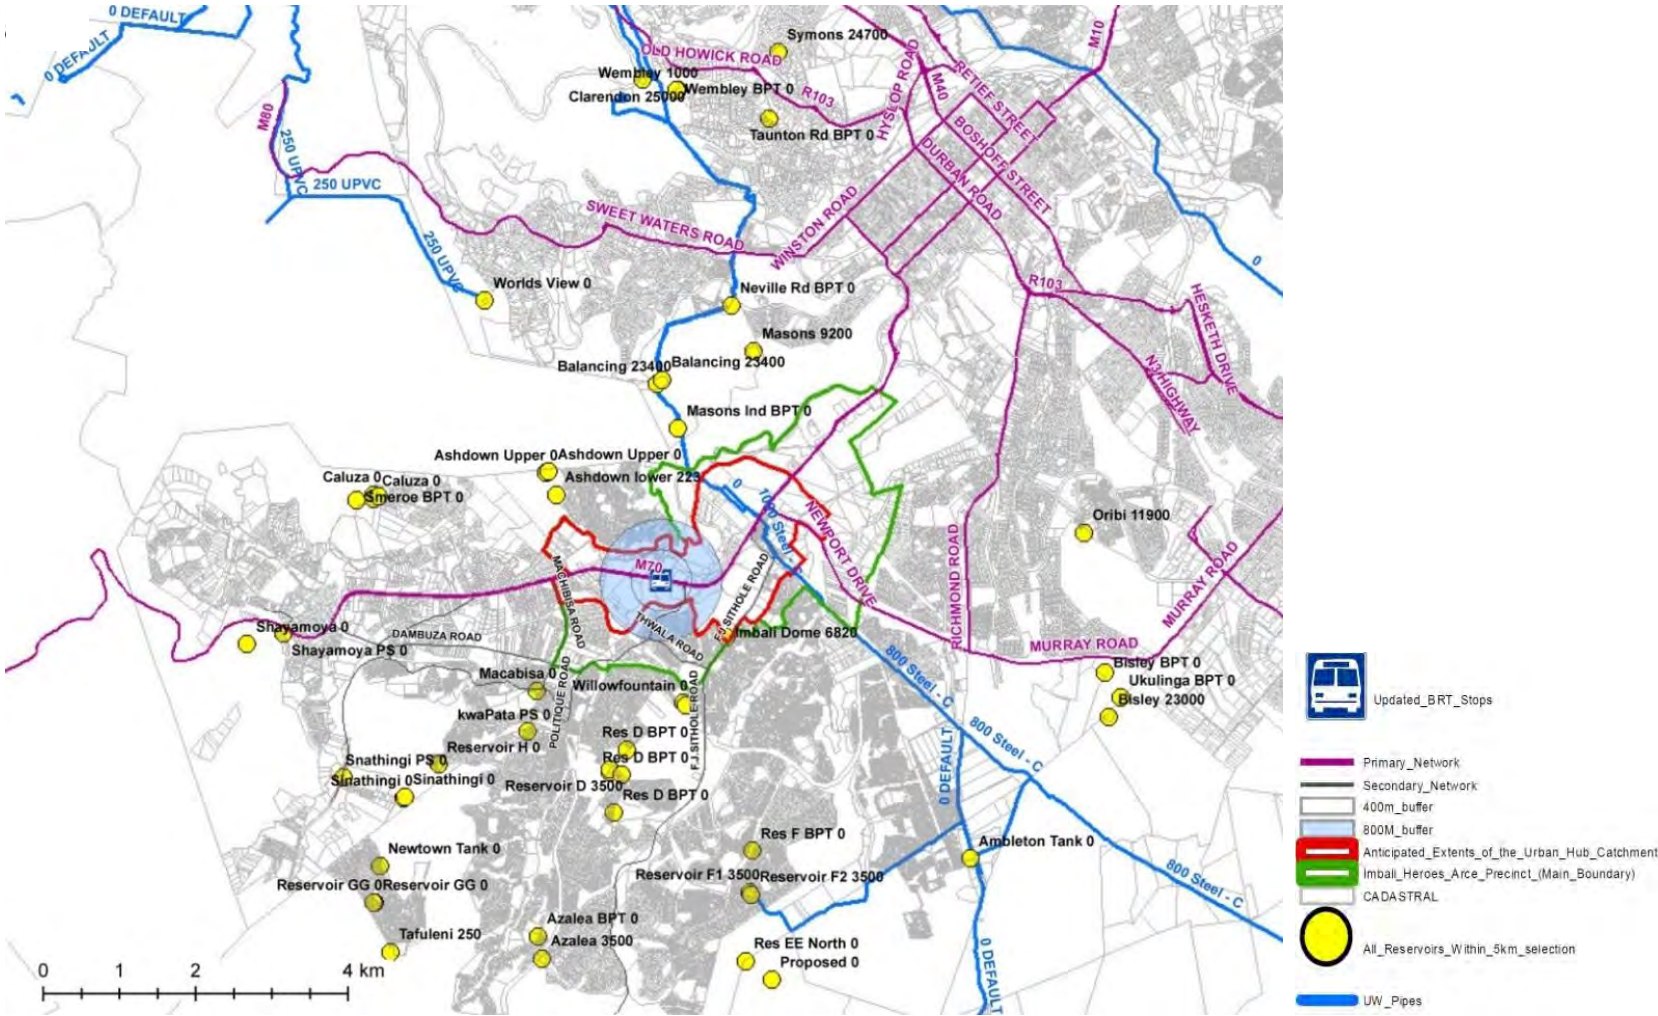 0 DEFAULT
0 DEFAULT
M80
250 UPVC
250 UPVC
250 UPVC
OLD HOWICK ROAD
Symons 24700
Wembley 1000
Wembley BPT 0
Clarendon 25000
R103
Taunton Rd BPT 0
HYSLOP ROAD
M40
RETIEF STREET
M10
BOSHOFF STREET
DURBAN ROAD
SWEET WATERS ROAD
WINSTON ROAD
0
Worlds View 0
Neville Rd BPT 0
R103
HESKETH DRIVE
Masons 9200
Balancing 23400
Balancing 23400
N3/HIGHWAY
Masons Ind BPT 0
Ashdown Upper 0
Ashdown Upper 0
Ashdown lower 223
Caluza 0
Caluza 0
Smeroe BPT 0
0
1000 Steel - C
NEWPORT DRIVE
Oribi 11900
M70
MACHIBISA ROAD
F.J.SITHOLE ROAD
THWALA ROAD
RICHMOND ROAD
MURRAY ROAD
Shayamoya 0
DAMBUZA ROAD
Imbali Dome 6820
MURRAY ROAD
Shayamoya PS 0
800 Steel - C
Bisley BPT 0
Ukulinga BPT 0
Bisley 23000
Macabisa 0
Willowfountain 0
POLITIQUE ROAD
F.J.SITHOLE ROAD
kwaPata PS 0
Res D BPT 0
800 Steel - C
Reservoir H 0
Snathingi PS 0
Res D BPT 0
0 DEFAULT
Sinathingi 0
Sinathingi 0
Reservoir D 3500
Res D BPT 0
Res F BPT 0
Ambleton Tank 0
Newtown Tank 0
Reservoir GG 0
Reservoir GG 0
Reservoir F1 3500
Reservoir F2 3500
800 Steel - C
Azalea BPT 0
Azalea 3500
Tafuleni 250
Res EE North 0
Proposed 0
0 DEFAULT
0 1 2 4 km
Updated_BRT_Stops
Primary_Network
Secondary_Network
400m_buffer
800M_buffer
Anticipated_Extents_of_the_Urban_Hub_Catchment
Imbali_Heroes_Arce_Precinct_(Main_Boundary)
CADASTRAL
All_Reservoirs_Within_5km_selection
UW_Pipes